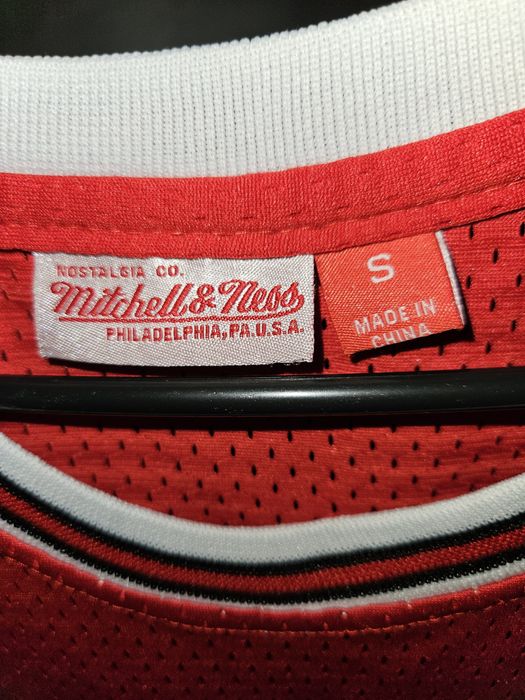 NOSTALGIA CO.
Mitchell & Ness
PHILADELPHIA, PA. U.S.A.
S
MADE IN
CHINA